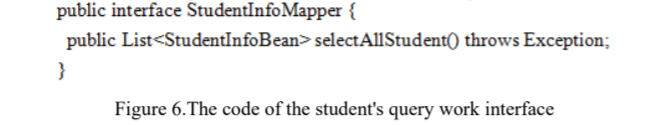 public interface StudentInfoMapper {
public List<StudentInfoBean> selectAllStudent() throws Exception;
}
Figure 6.The code of the student's query work interface